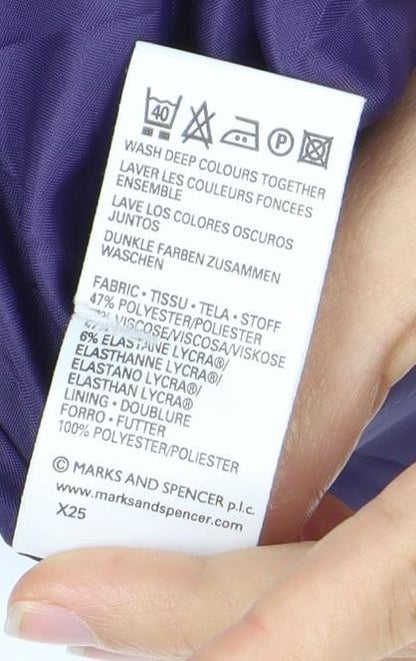 40
P
WASH DEEP COLOURS TOGETHER
LAVER LES COULEURS FONCEES
ENSEMBLE
LAVE LOS COLORES OSCUROS
JUNTOS
DUNKLE FARBEN ZUSAMMEN
WASCHEN
FABRIC • TISSU • TELA • STOFF
47% POLYESTER/POLIESTER
VISCOSE/VISCOSA/VISKOSE
6% ELASTANE LYCRA®/
ELASTHANNE LYCRA®/
ELASTANO LYCRA®/
ELASTHAN LYCRA®
LINING • DOUBLURE
FORRO • FUTTER
100% POLYESTER/POLIESTER
© MARKS AND SPENCER p.l.c.
www.marksandspencer.com
X25